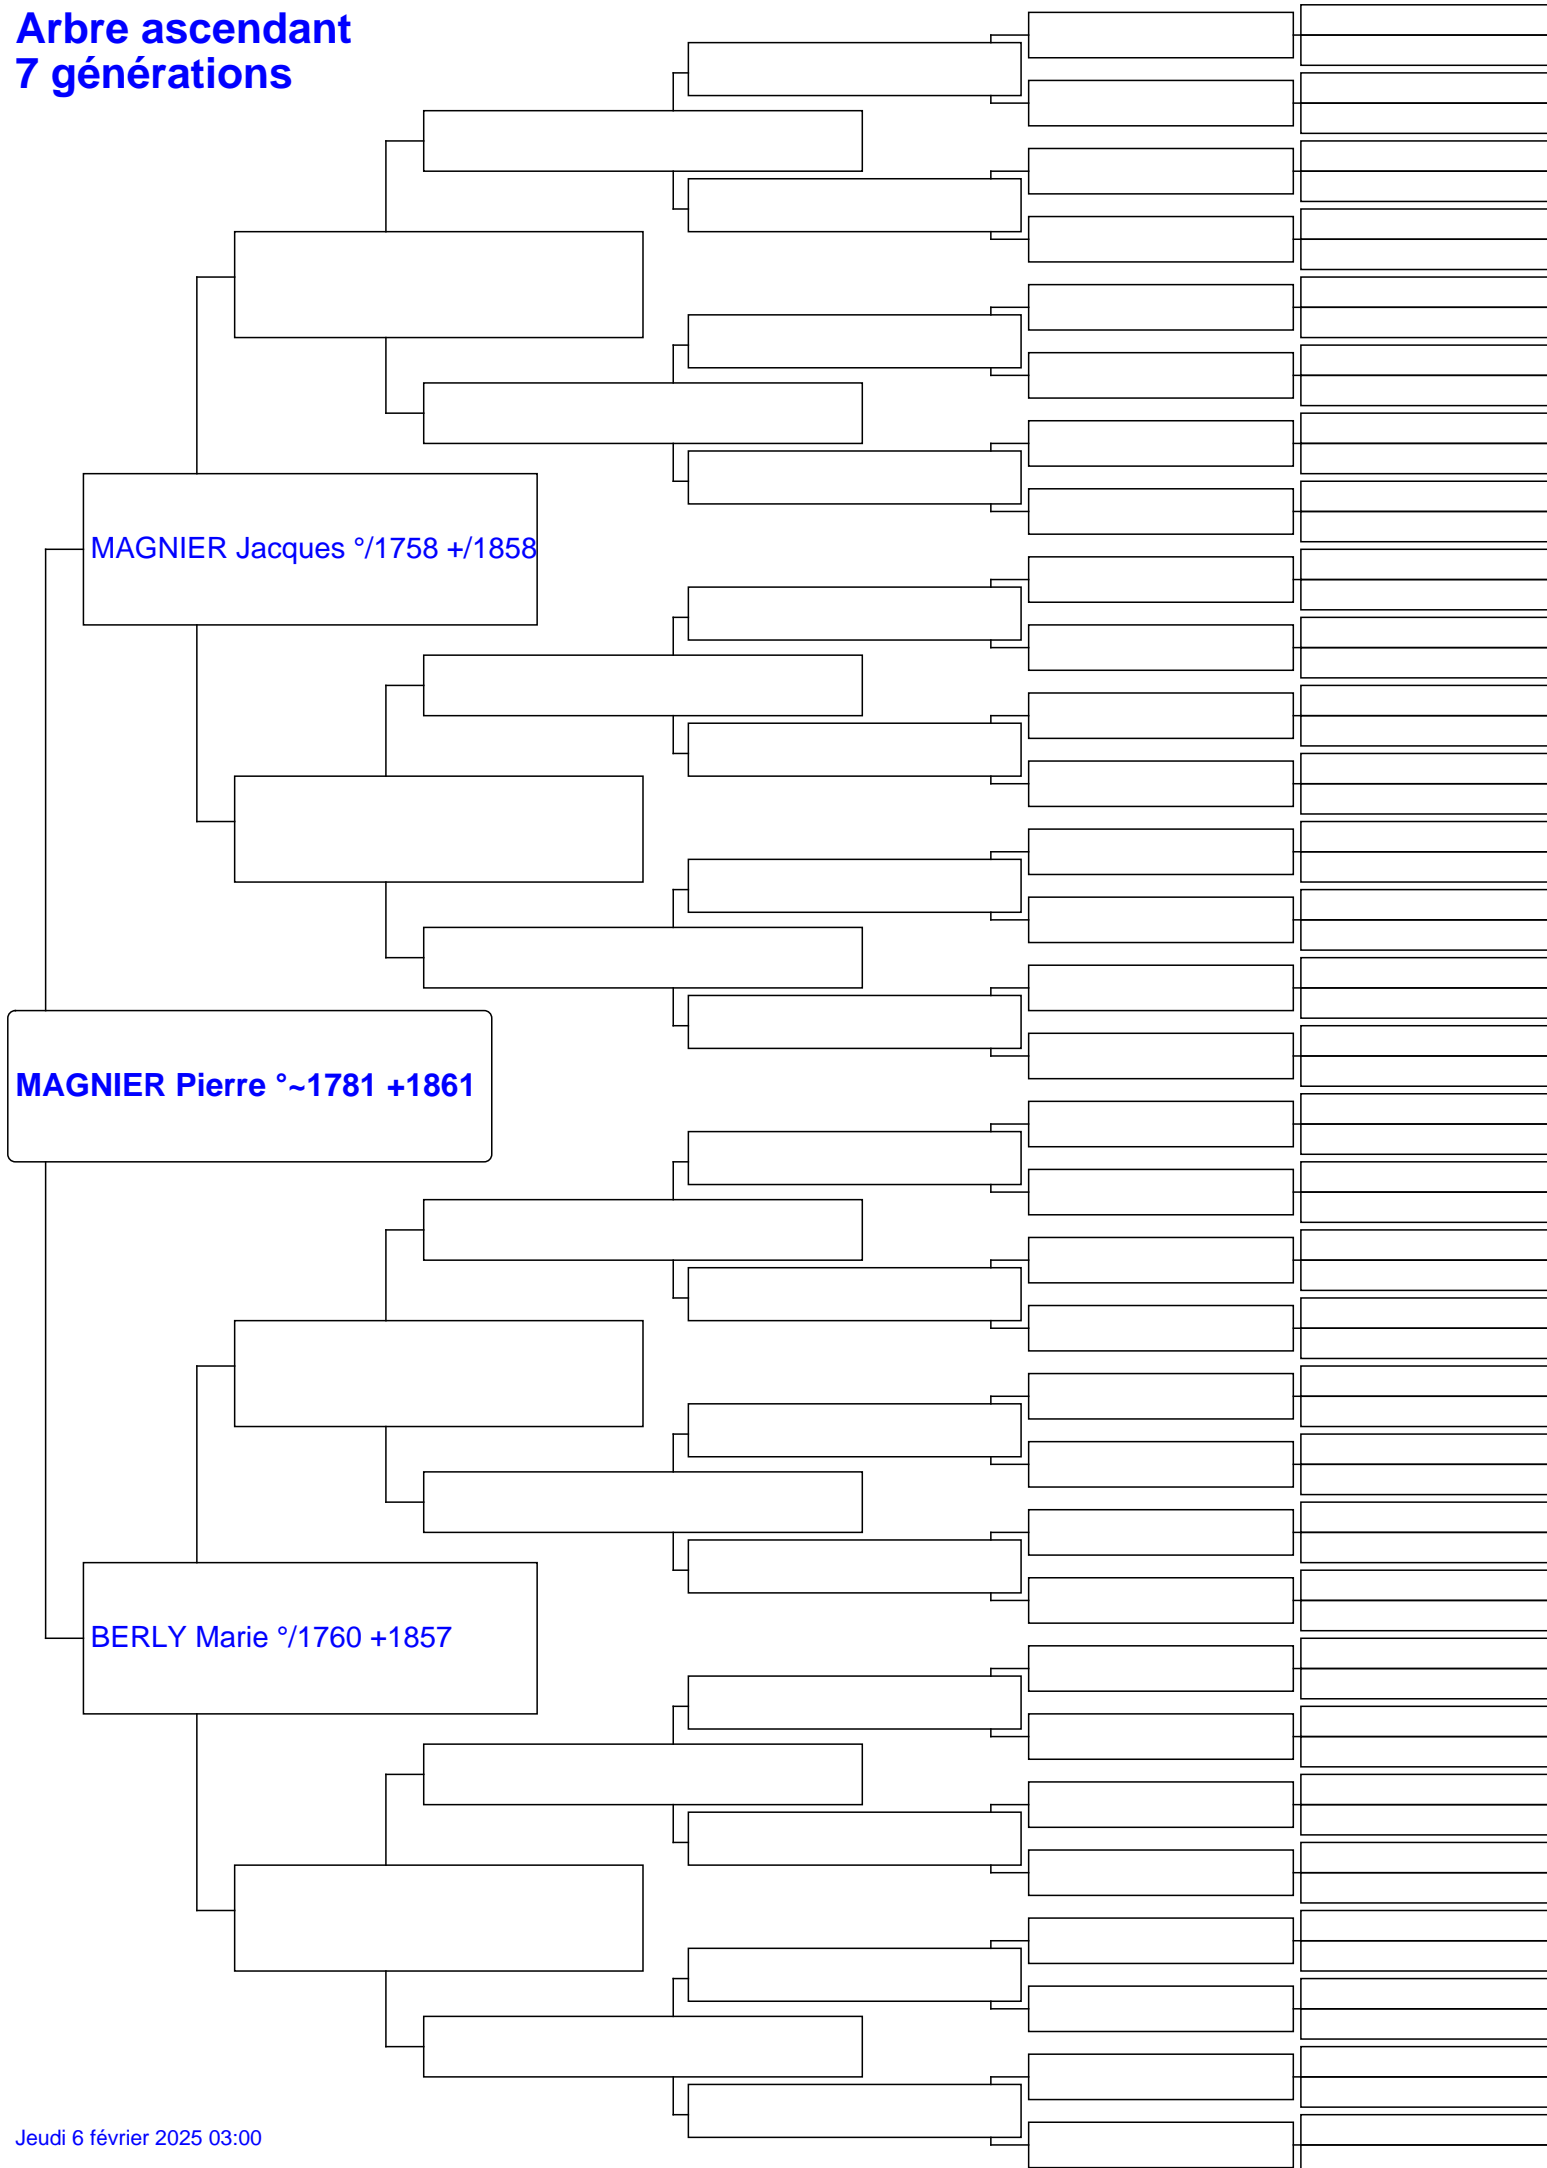 Arbre ascendant
7 générations
MAGNIER Jacques °/1758 +/1858
MAGNIER Pierre °~1781 +1861
BERLY Marie °/1760 +1857
Jeudi 6 février 2025 03:00